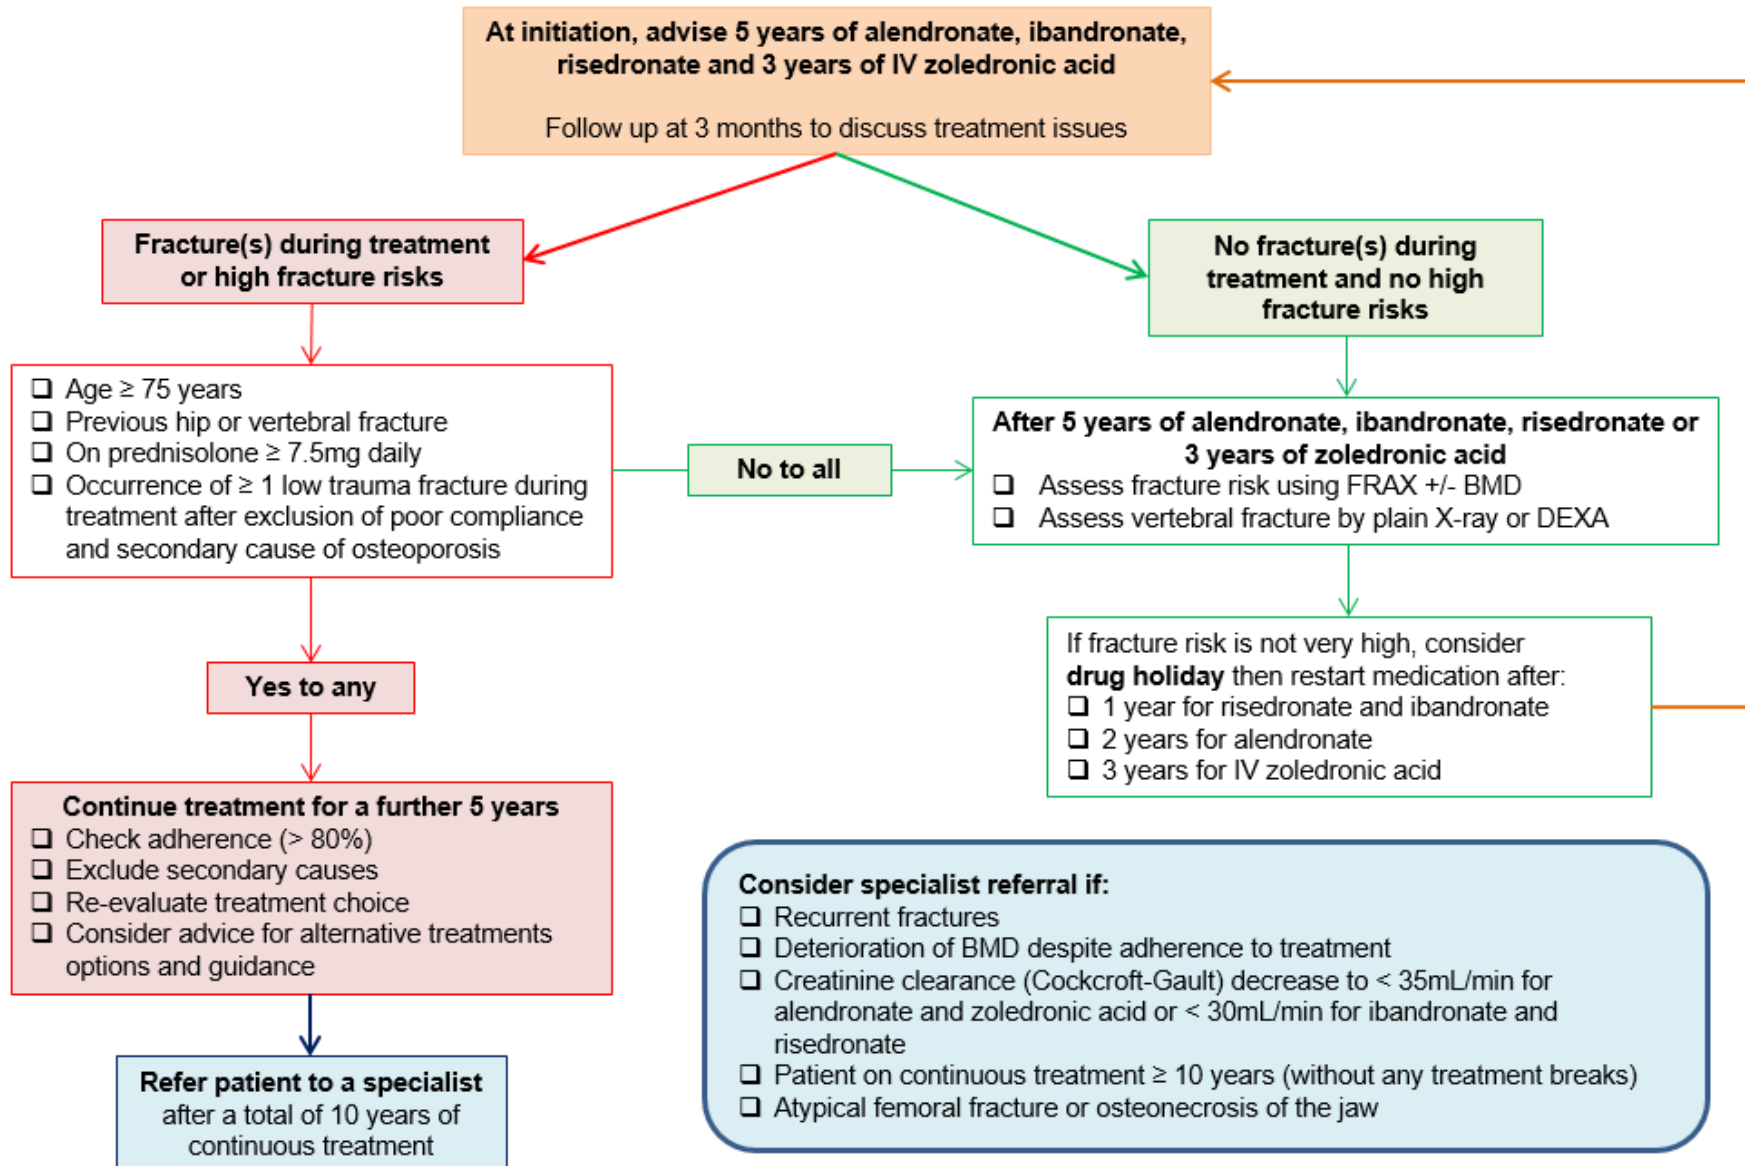 At initiation, advise 5 years of alendronate, ibandronate,
risedronate and 3 years of IV zoledronic acid
Follow up at 3 months to discuss treatment issues
Fracture(s) during treatment
or high fracture risks
No fracture(s) during
treatment and no high
fracture risks
❑ Age ≥ 75 years
❑ Previous hip or vertebral fracture
❑ On prednisolone ≥ 7.5mg daily
❑ Occurrence of ≥ 1 low trauma fracture during
treatment after exclusion of poor compliance
and secondary cause of osteoporosis
No to all
After 5 years of alendronate, ibandronate, risedronate or
3 years of zoledronic acid
❑ Assess fracture risk using FRAX +/- BMD
❑ Assess vertebral fracture by plain X-ray or DEXA
Yes to any
If fracture risk is not very high, consider
drug holiday then restart medication after:
❑ 1 year for risedronate and ibandronate
❑ 2 years for alendronate
❑ 3 years for IV zoledronic acid
Continue treatment for a further 5 years
❑ Check adherence (> 80%)
❑ Exclude secondary causes
❑ Re-evaluate treatment choice
❑ Consider advice for alternative treatments
options and guidance
Refer patient to a specialist
after a total of 10 years of
continuous treatment
Consider specialist referral if:
❑ Recurrent fractures
❑ Deterioration of BMD despite adherence to treatment
❑ Creatinine clearance (Cockcroft-Gault) decrease to < 35mL/min for
alendronate and zoledronic acid or < 30mL/min for ibandronate and
risedronate
❑ Patient on continuous treatment ≥ 10 years (without any treatment breaks)
❑ Atypical femoral fracture or osteonecrosis of the jaw